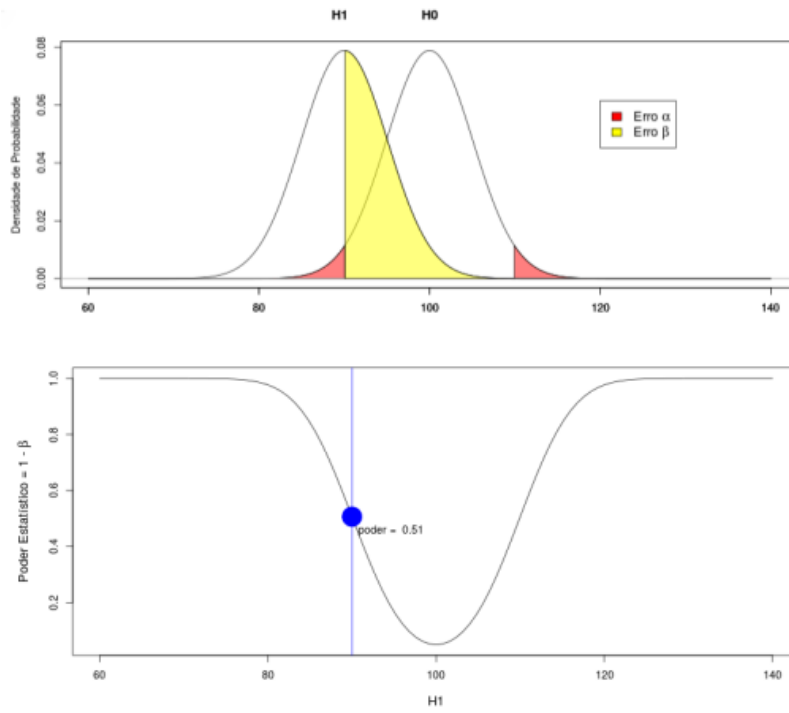 H1 H0
Densidade de Probabilidade
0.00 0.02 0.04 0.06 0.08
Erro α
Erro β
60 80 100 120 140
Poder Estatístico = 1 - β
0.2 0.4 0.6 0.8 1.0
poder = 0.51
60 80 100 120 140
H1